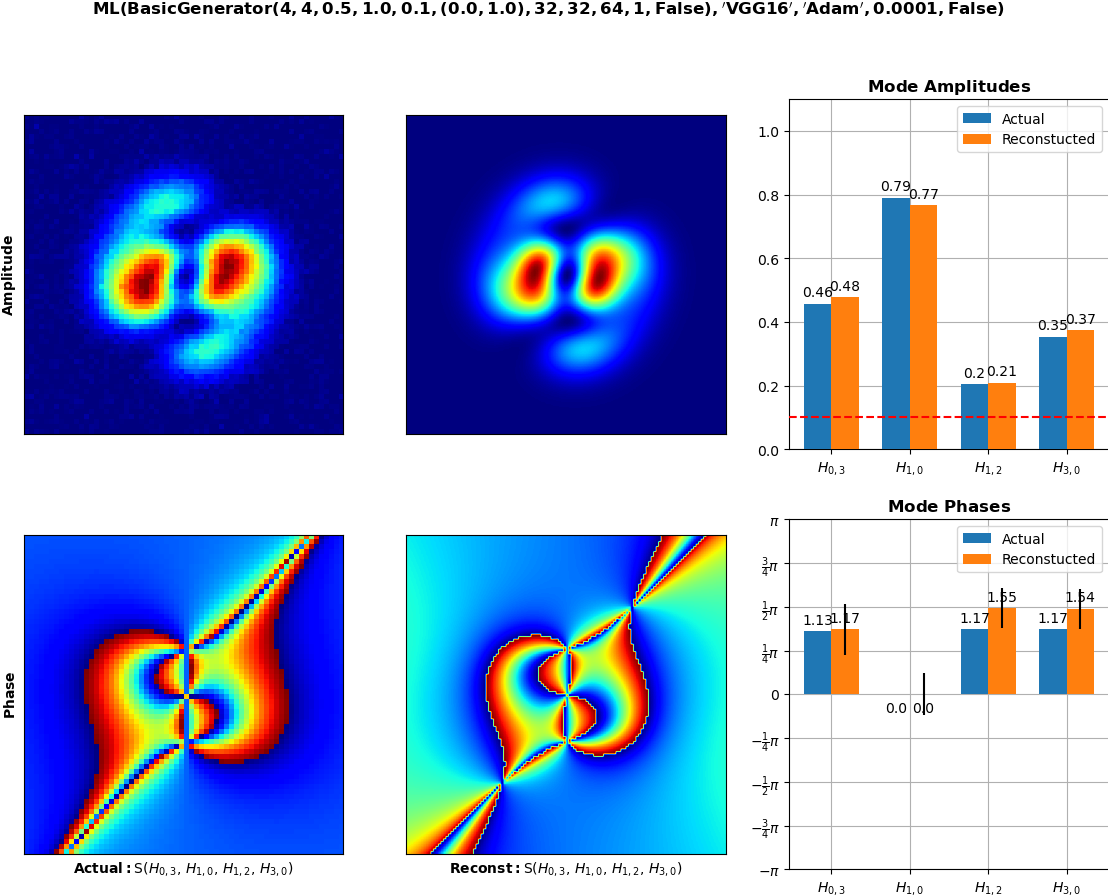 ML(BasicGenerator(4, 4, 0.5, 1.0, 0.1, (0.0, 1.0), 32, 32, 64, 1, False), ′VGG16′, ′Adam′, 0.0001, False)
Amplitude
Mode Amplitudes
Actual
Reconstucted
1.0
0.8
0.6
0.4
0.2
0.0
0.46
0.48
0.79
0.77
0.2
0.21
0.35
0.37
H0,3
H1,0
H1,2
H3,0
Phase
Actual: S(H0,3, H1,0, H1,2, H3,0)
Reconst: S(H0,3, H1,0, H1,2, H3,0)
Mode Phases
Actual
Reconstucted
π
3/4π
1/2π
1/4π
0
−1/4π
−1/2π
−3/4π
−π
1.13
1.17
0.0
0.0
1.17
1.55
1.17
1.54
H0,3
H1,0
H1,2
H3,0